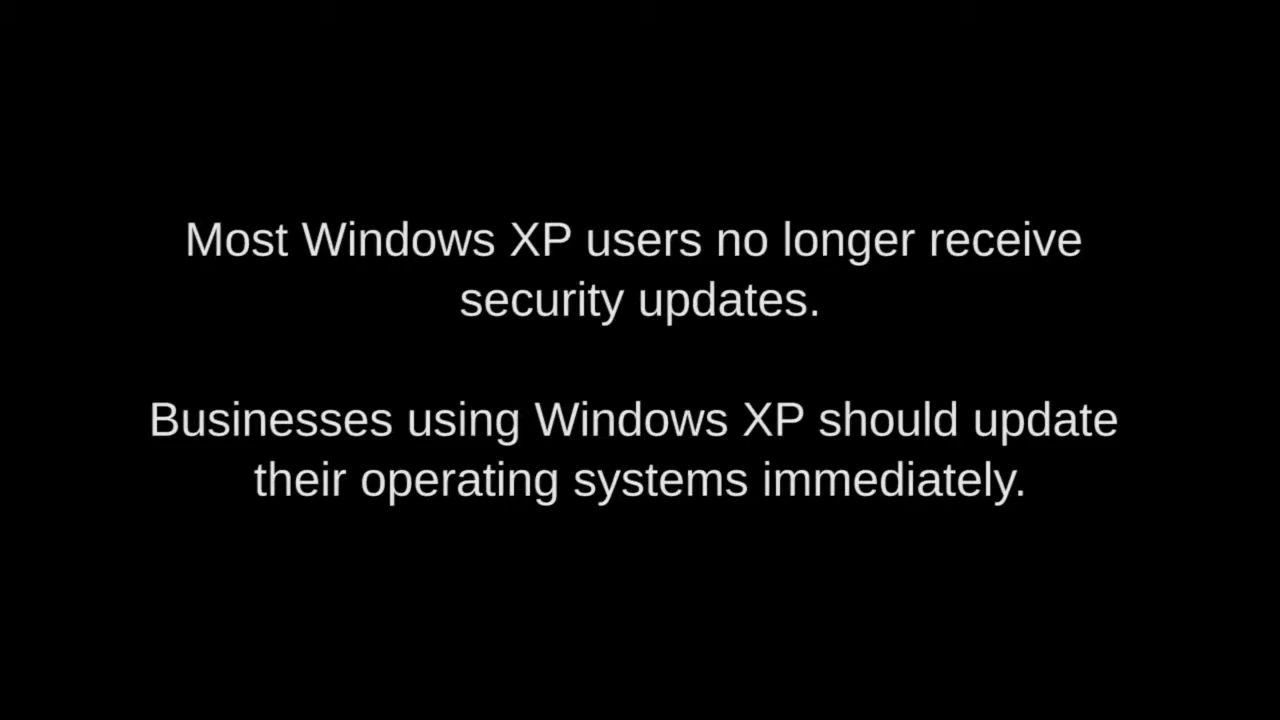 Most Windows XP users no longer receive
security updates.
Businesses using Windows XP should update
their operating systems immediately.